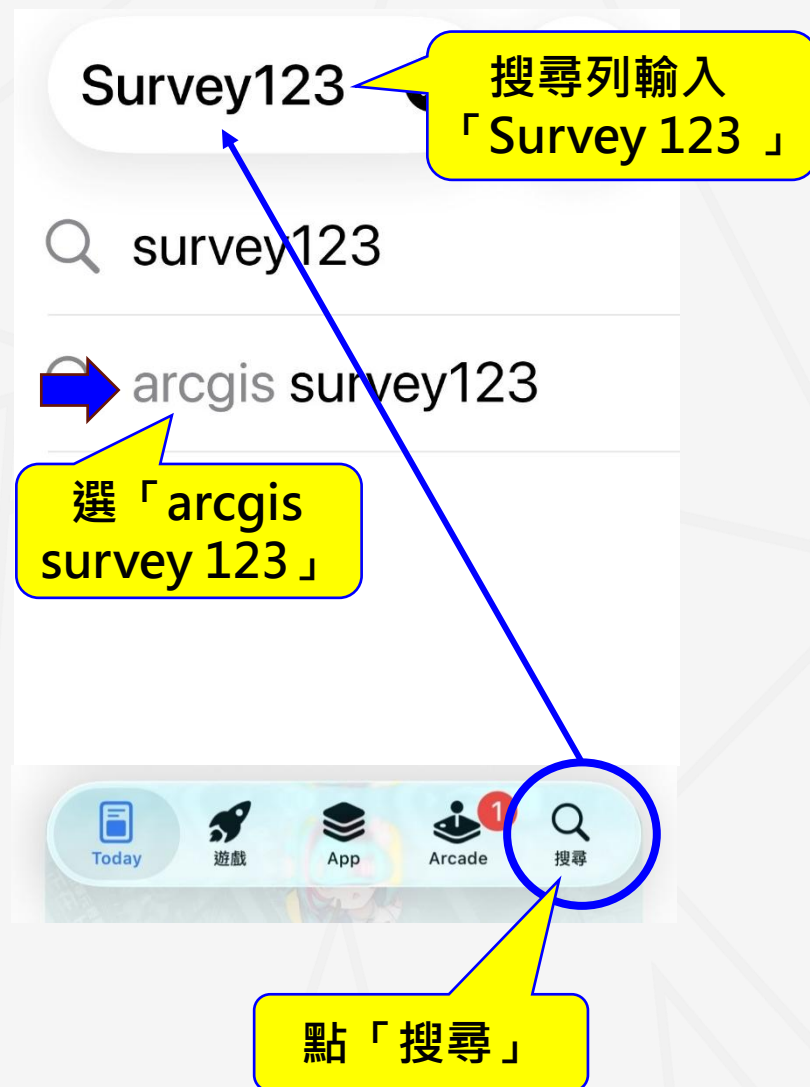 Survey123
搜尋列輸入
「Survey 123 」
survey123
arcgis survey123
選「arcgis
survey 123」
Today
遊戲
App
Arcade
1
搜尋
點「搜尋」